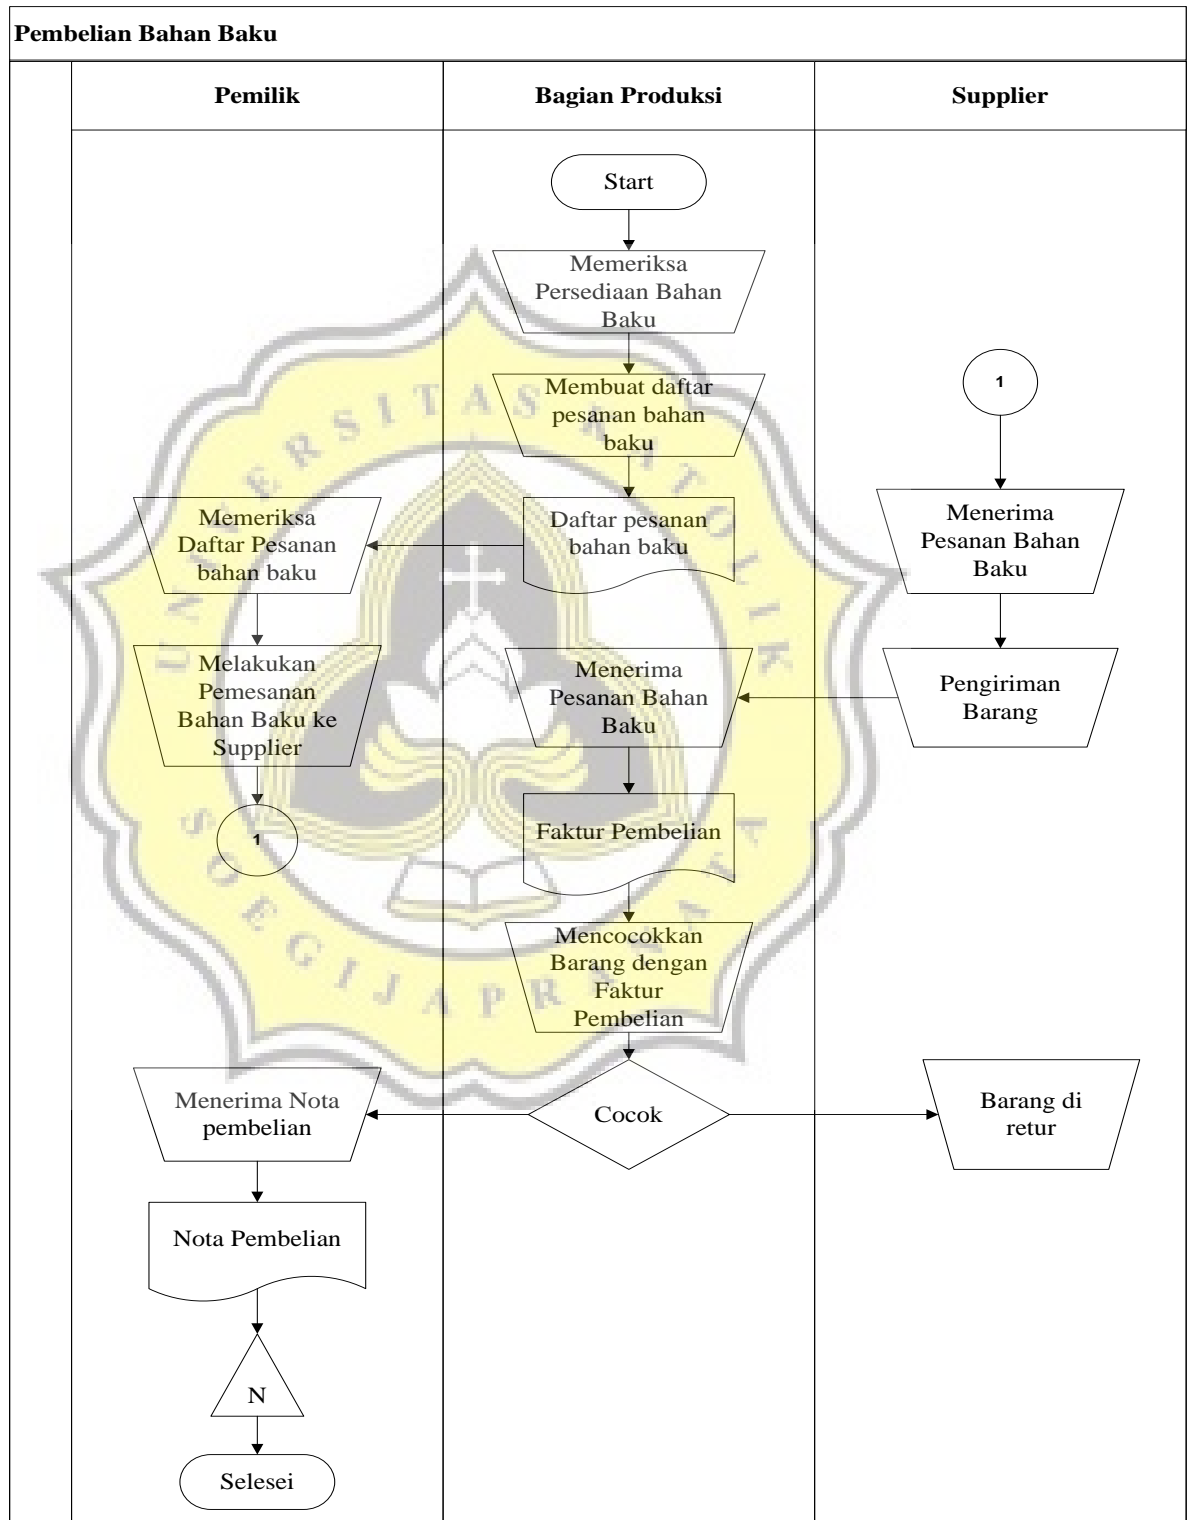 Pembelian Bahan Baku
Pemilik
Bagian Produksi
Supplier
Start
Memeriksa
Persediaan Bahan
Baku
Membuat daftar
pesanan bahan
baku
1
Memeriksa
Daftar Pesanan
bahan baku
Daftar pesanan
bahan baku
Menerima
Pesanan Bahan
Baku
Melakukan
Pemesanan
Bahan Baku ke
Supplier
Menerima
Pesanan Bahan
Baku
Pengiriman
Barang
1
Faktur Pembelian
Mencocokkan
Barang dengan
Faktur
Pembelian
Menerima Nota
pembelian
Cocok
Barang di
retur
Nota Pembelian
N
Selesei
UNIVERSITAS KATOLIK
SOEGIJAPRANATA